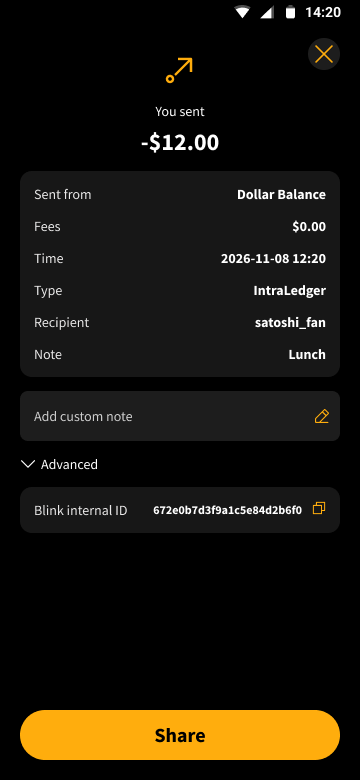 14:20
You sent
-$12.00
Sent from Dollar Balance
Fees $0.00
Time 2026-11-08 12:20
Type IntraLedger
Recipient satoshi_fan
Note Lunch
Add custom note
Advanced
Blink internal ID 672e0b7d3f9a1c5e84d2b6f0
Share